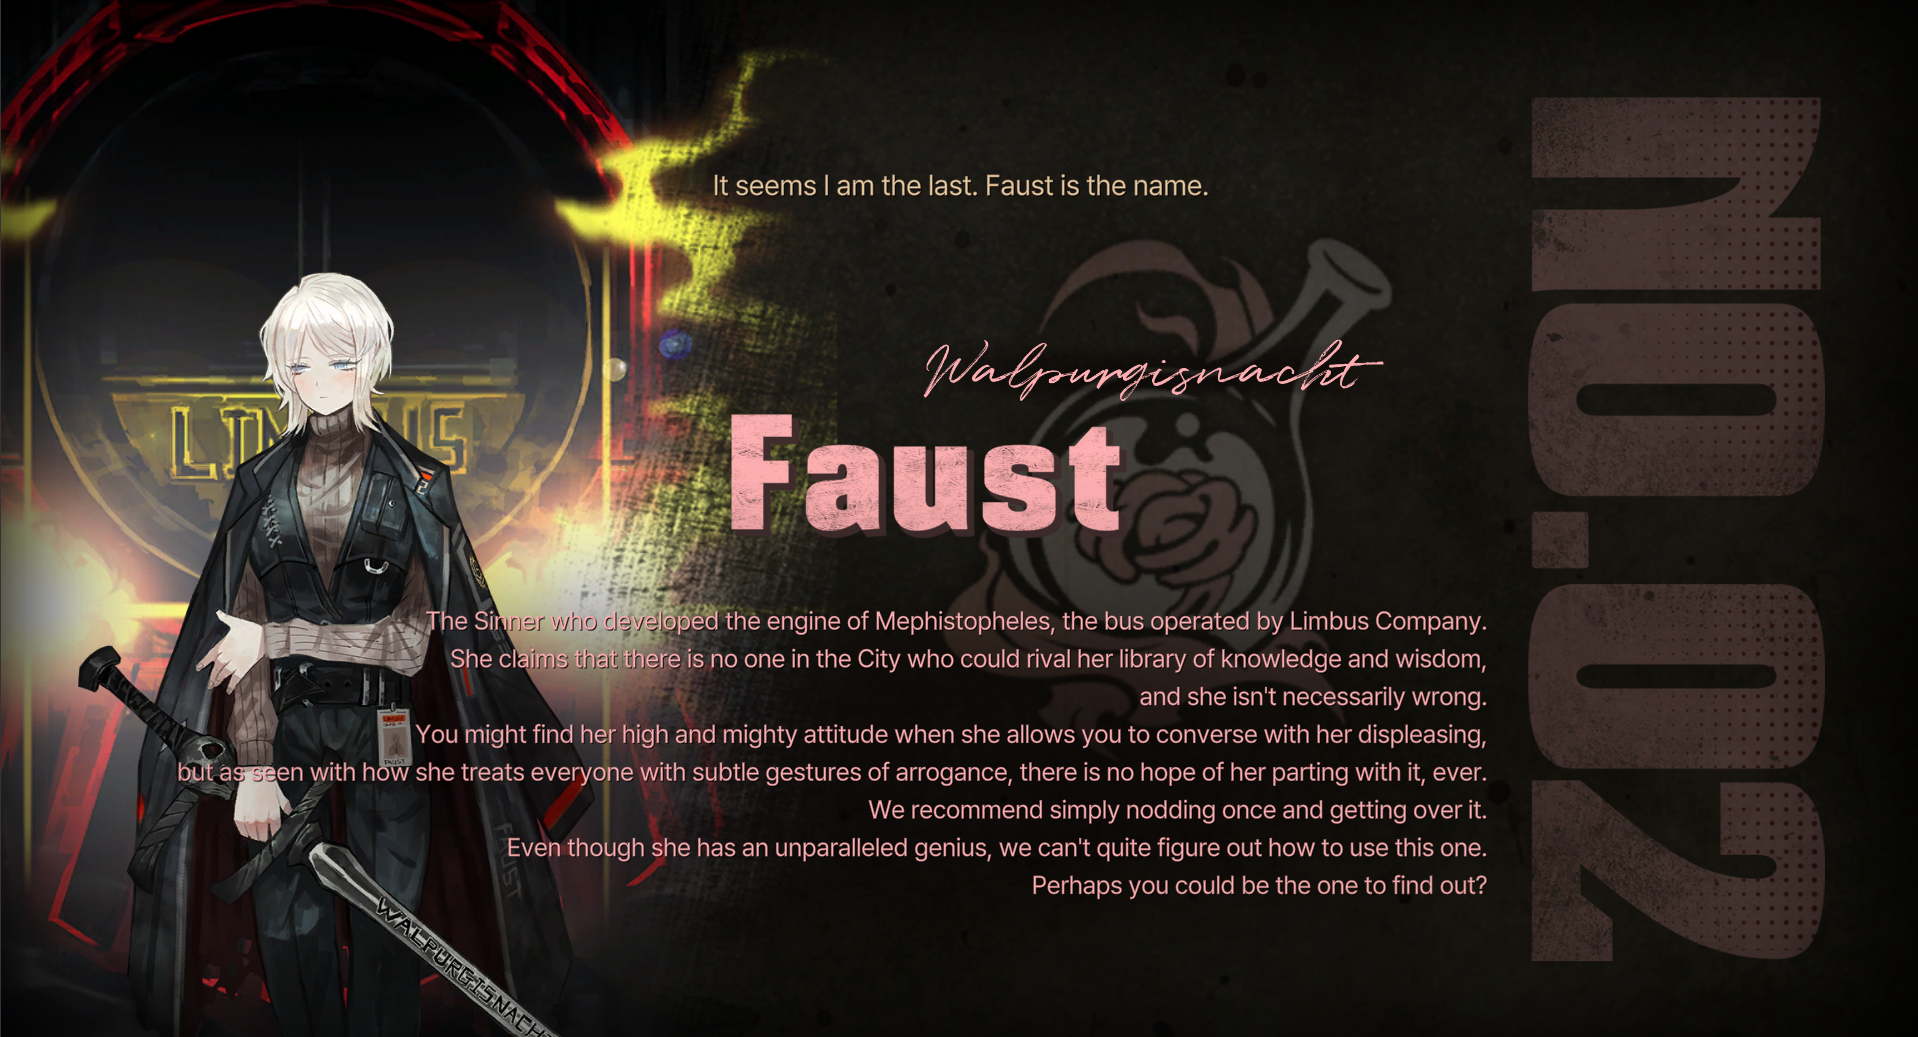 It seems I am the last. Faust is the name.
Walpurgisnacht
Faust
The Sinner who developed the engine of Mephistopheles, the bus operated by Limbus Company.
She claims that there is no one in the City who could rival her library of knowledge and wisdom,
and she isn't necessarily wrong.
You might find her high and mighty attitude when she allows you to converse with her displeasing,
but as seen with how she treats everyone with subtle gestures of arrogance, there is no hope of her parting with it, ever.
We recommend simply nodding once and getting over it.
Even though she has an unparalleled genius, we can't quite figure out how to use this one.
Perhaps you could be the one to find out?
NO.02
LIMBUS
FAUST
FAUST
WALPURGISNACHT